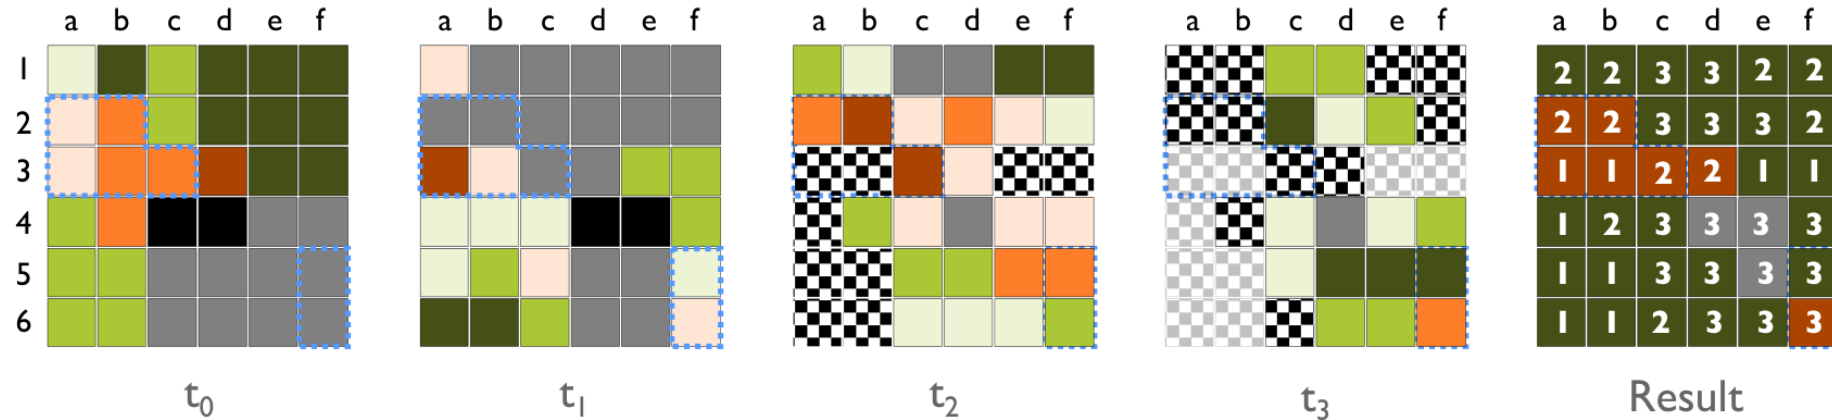 a b c d e f a b c d e f a b c d e f a b c d e f a b c d e f
1 2 2 3 3 2 2
2 2 2 3 3 3 2
3 1 1 2 2 1 1
4 1 2 3 3 3 3
5 1 1 3 3 3 3
6 1 1 2 3 3 3
t0 t1 t2 t3 Result